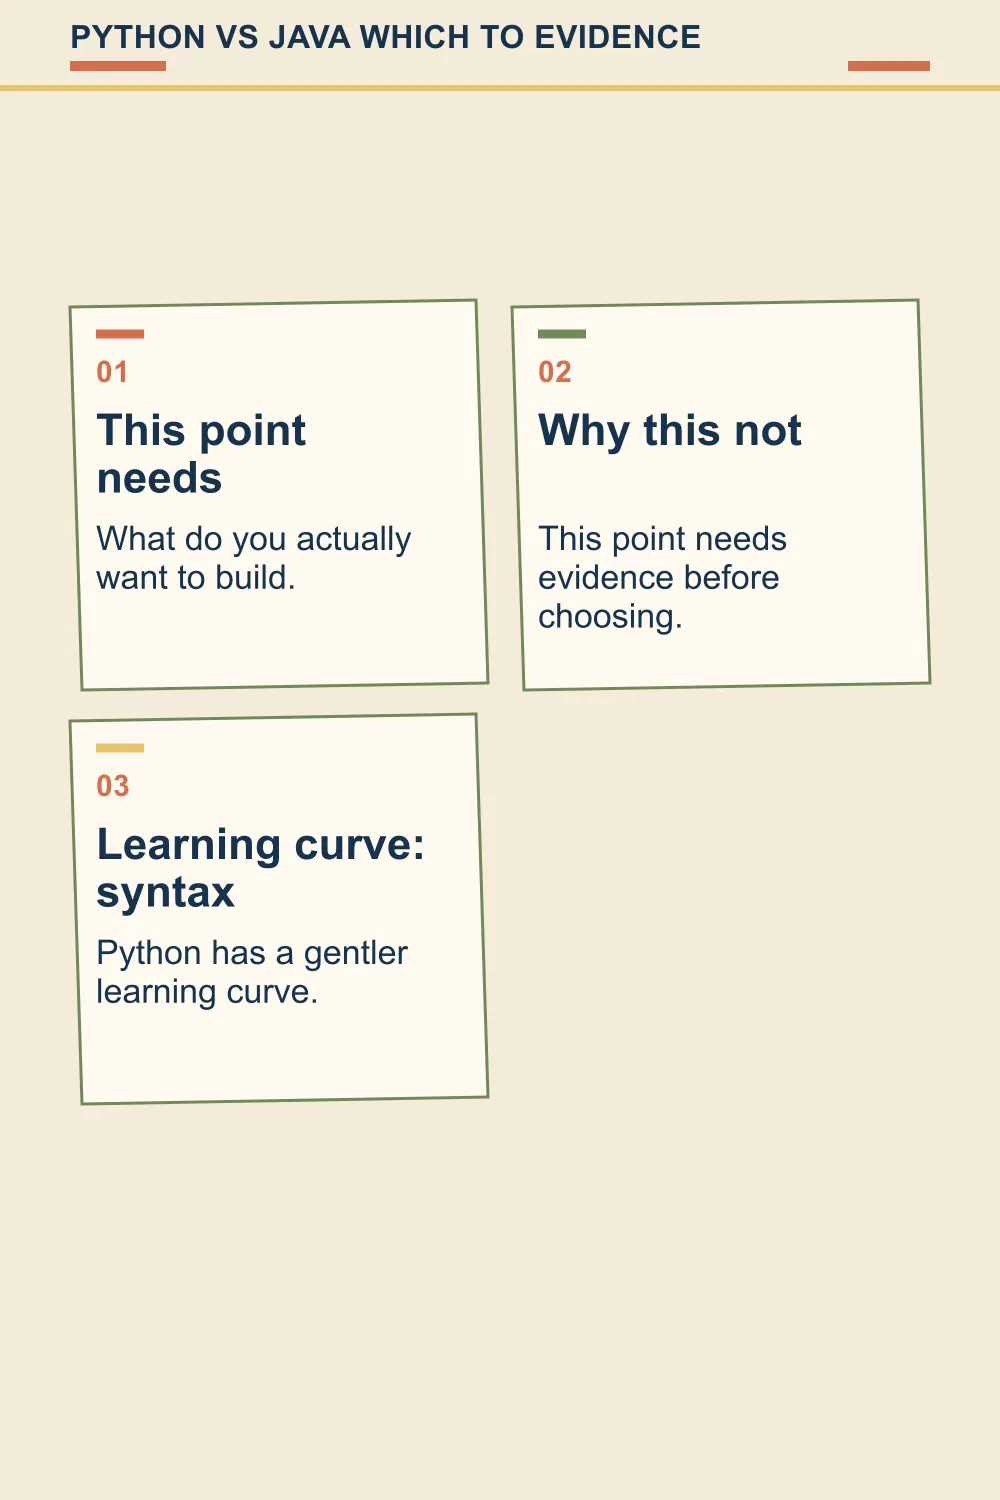 PYTHON VS JAVA WHICH TO EVIDENCE
01
This point
needs
What do you actually
want to build.
02
Why this not
This point needs
evidence before
choosing.
03
Learning curve:
syntax
Python has a gentler
learning curve.